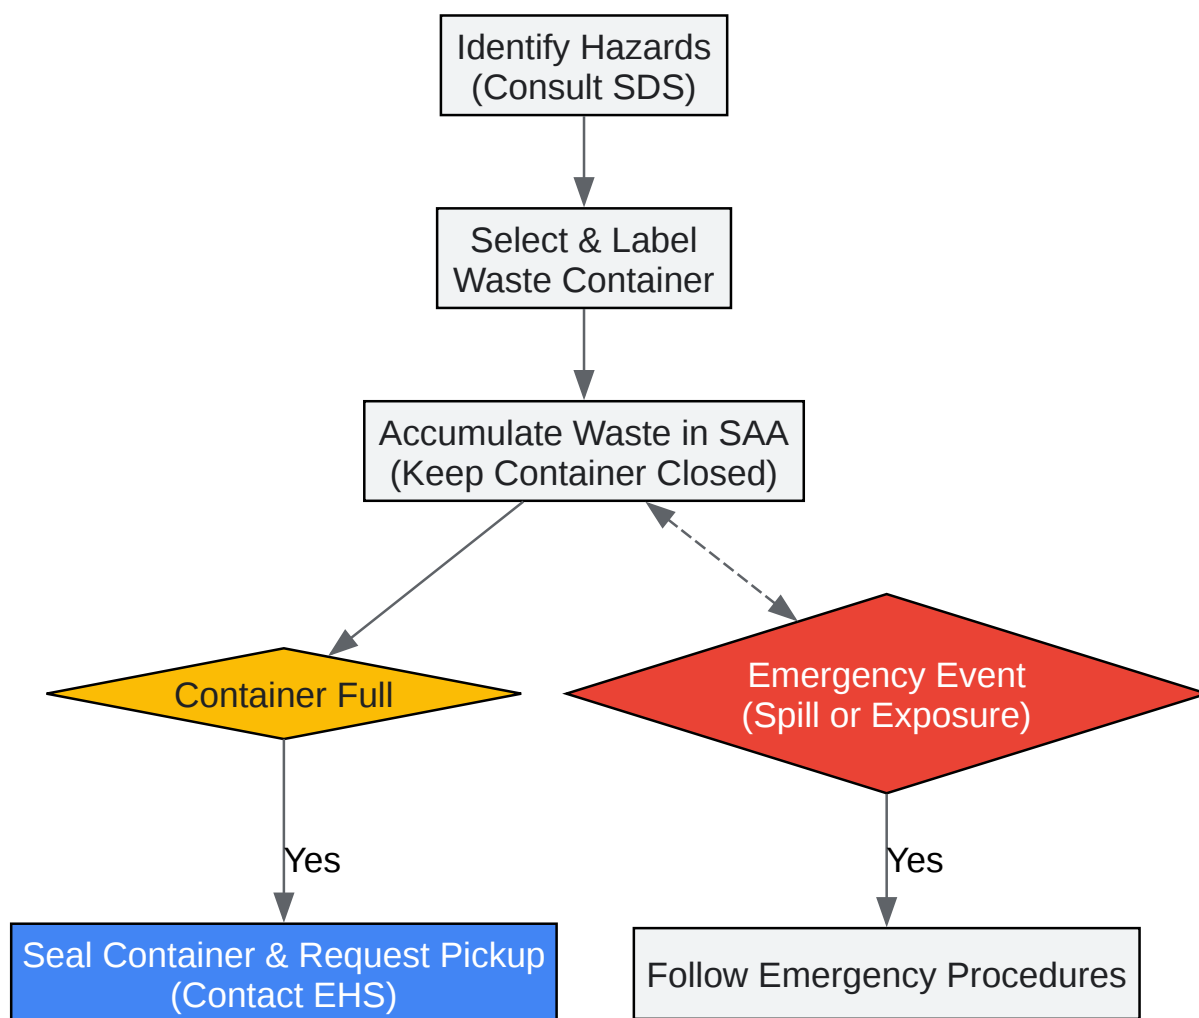 Identify Hazards
(Consult SDS)
Select & Label
Waste Container
Accumulate Waste in SAA
(Keep Container Closed)
Container Full
Emergency Event
(Spill or Exposure)
Yes
Yes
Seal Container & Request Pickup
(Contact EHS)
Follow Emergency Procedures